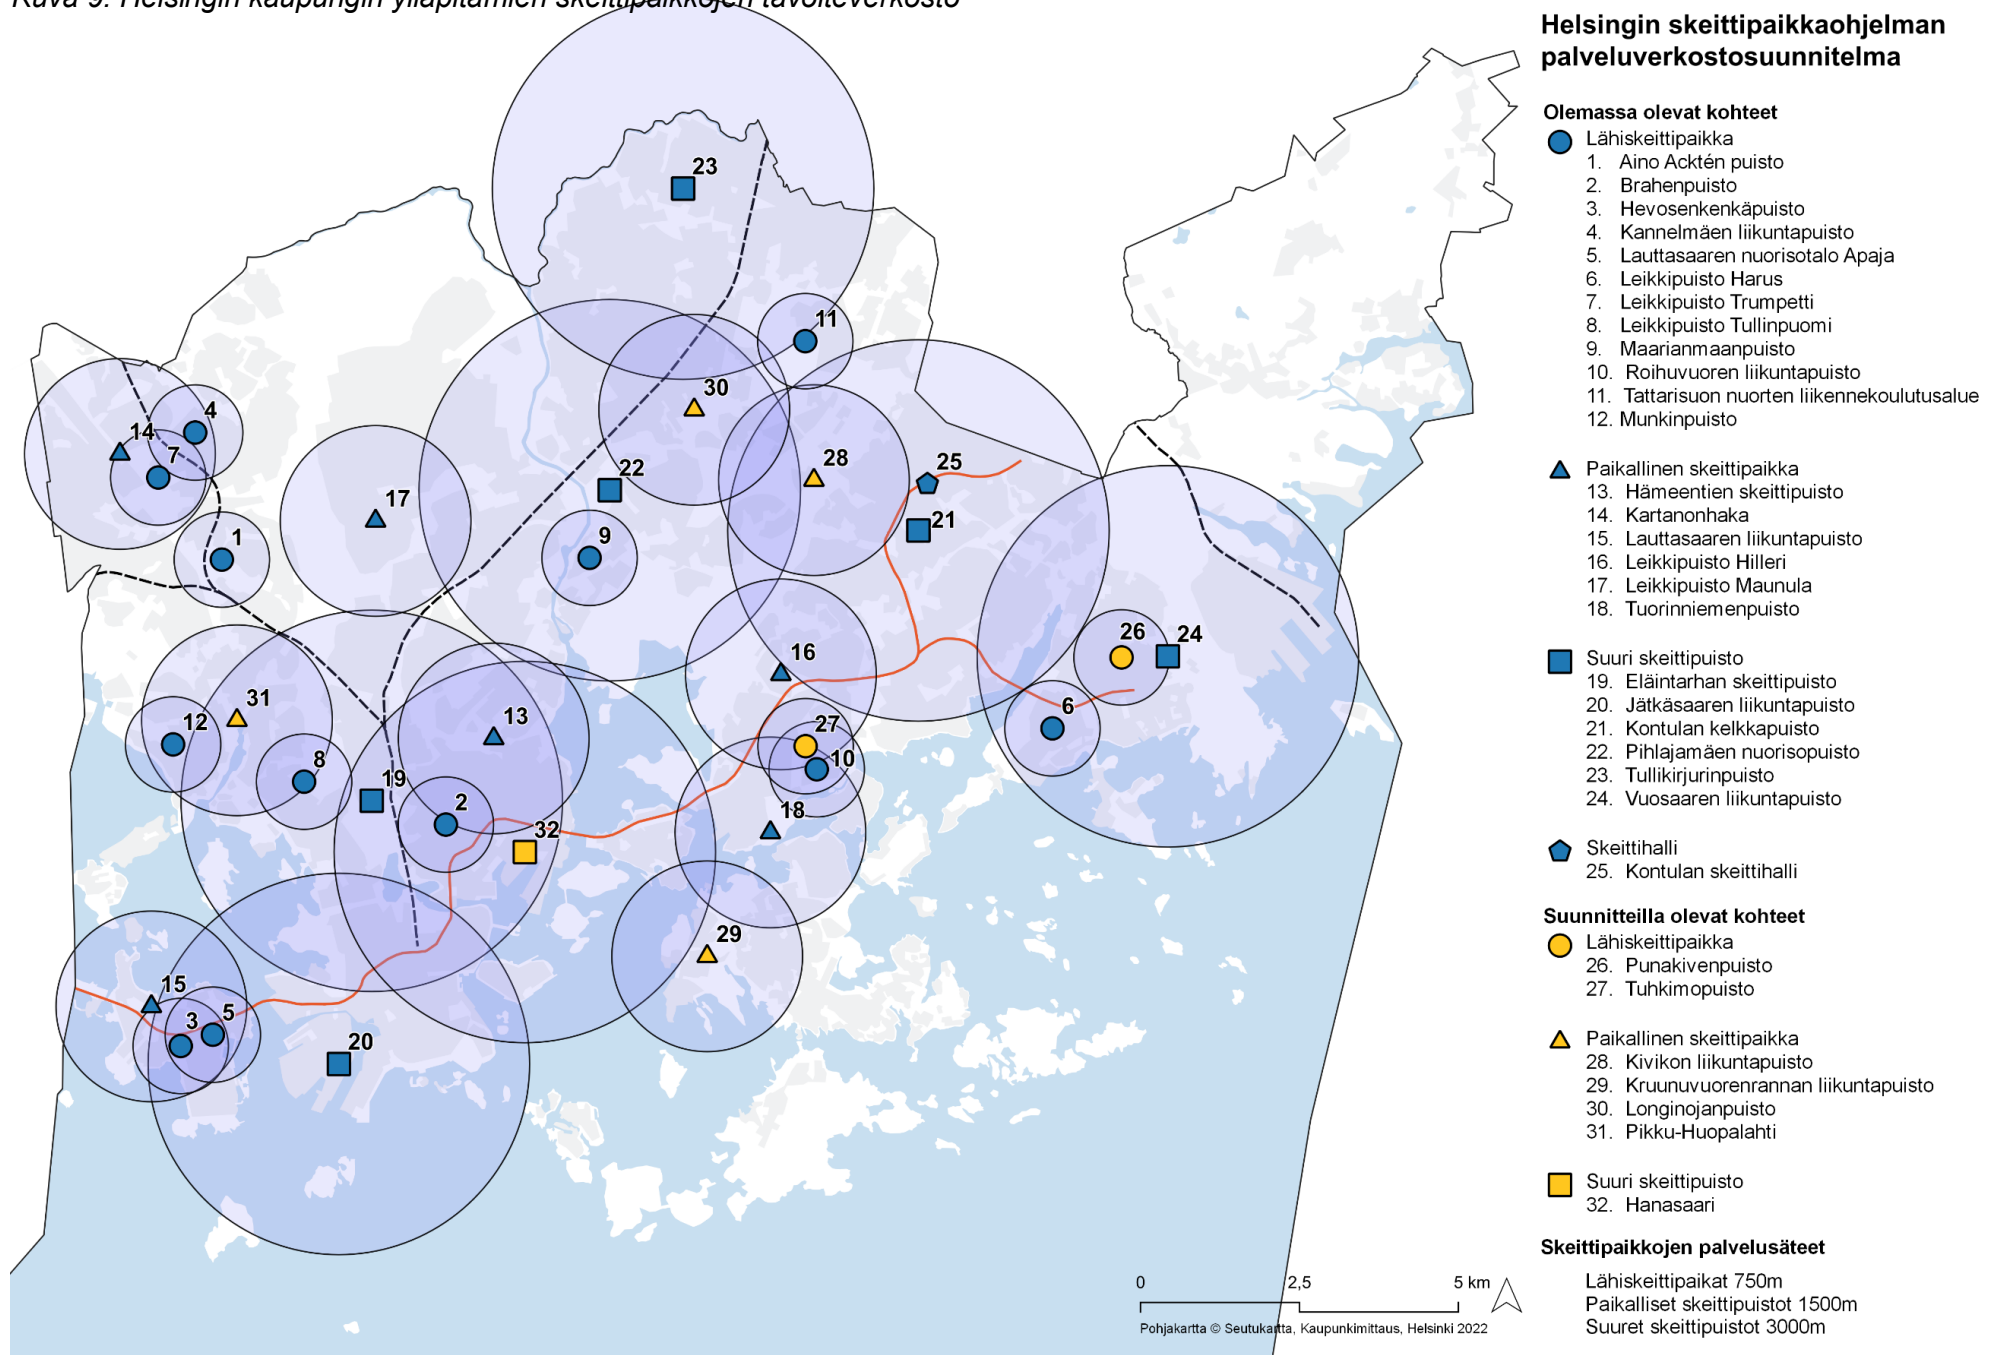 Kuva 9. Helsingin kaupungin ylläpitämien skeittipaikkojen tavoiteverkosto
Helsingin skeittipaikkaohjelman
palveluverkostosuunnitelma
Olemassa olevat kohteet
Lähiskeittipaikka
1. Aino Acktén puisto
2. Brahenpuisto
3. Hevosenkenkäpuisto
4. Kannelmäen liikuntapuisto
5. Lauttasaaren nuorisotalo Apaja
6. Leikkipuisto Harus
7. Leikkipuisto Trumpetti
8. Leikkipuisto Tullinpuomi
9. Maarianmaanpuisto
10. Roihuvuoren liikuntapuisto
11. Tattarisuon nuorten liikennekoulutusalue
12. Munkinpuisto
Paikallinen skeittipaikka
13. Hämeentien skeittipuisto
14. Kartanonhaka
15. Lauttasaaren liikuntapuisto
16. Leikkipuisto Hilleri
17. Leikkipuisto Maunula
18. Tuorinniemenpuisto
Suuri skeittipuisto
19. Eläintarhan skeittipuisto
20. Jätkäsaaren liikuntapuisto
21. Kontulan kelkkapuisto
22. Pihlajamäen nuorisopuisto
23. Tullikirjurinpuisto
24. Vuosaaren liikuntapuisto
Skeittihalli
25. Kontulan skeittihalli
Suunnitteilla olevat kohteet
Lähiskeittipaikka
26. Punakivenpuisto
27. Tuhkimopuisto
Paikallinen skeittipaikka
28. Kivikon liikuntapuisto
29. Kruunuvuorenrannan liikuntapuisto
30. Longinojanpuisto
31. Pikku-Huopalahti
Suuri skeittipuisto
32. Hanasaari
Skeittipaikkojen palvelusäteet
Lähiskeittipaikat 750m
Paikalliset skeittipuistot 1500m
Suuret skeittipuistot 3000m
23
11
30
4
14
7
28
25
22
17
21
1
9
26
24
16
31
6
13
12
27
8
10
19
2
18
32
29
15
5
3
20
0 2,5 5 km
Pohjakartta © Seutukartta, Kaupunkimittaus, Helsinki 2022